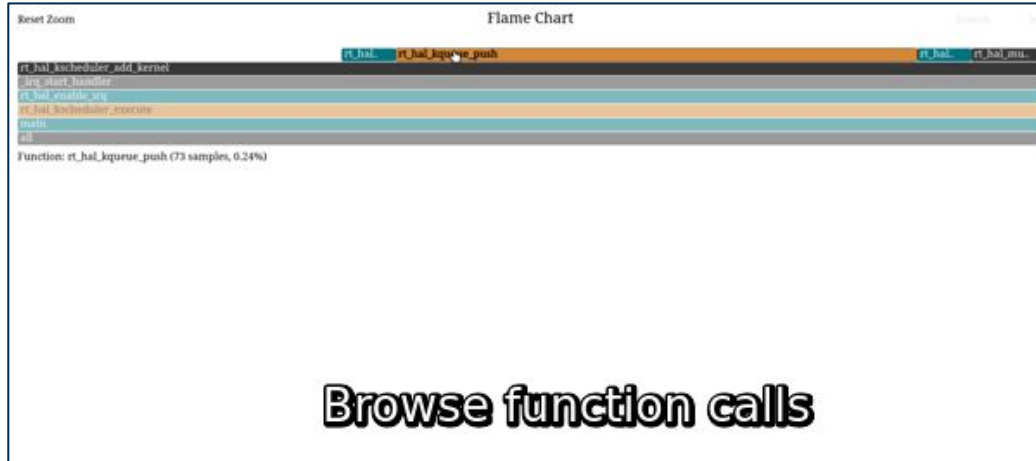 Reset Zoom
Flame Chart
Search
rt_hal..
rt_hal_kqueue_push
rt_hal..
rt_hal_mu..
rt_hal_kscheduler_add_kernel
_irq_start_handler
rt_hal_enable_irq
rt_hal_kscheduler_execute
main
all
Function: rt_hal_kqueue_push (73 samples, 0.24%)
Browse function calls